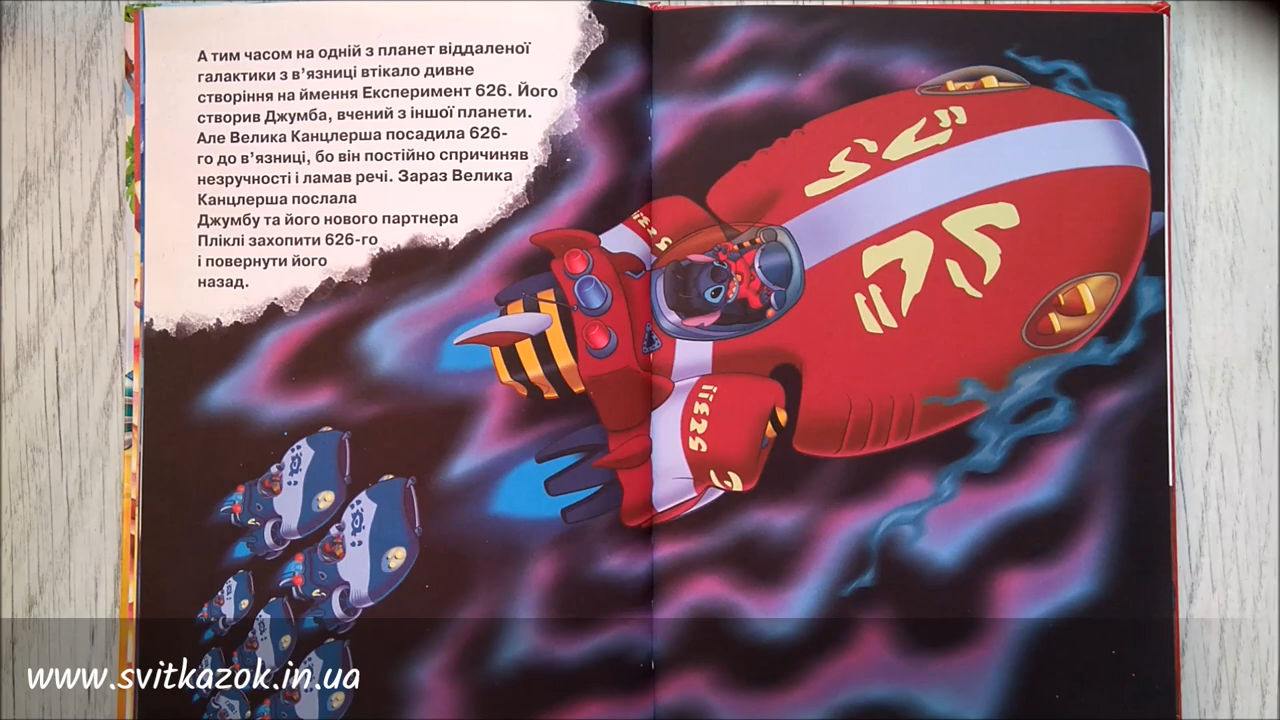 А тим часом на одній з планет віддаленої
галактики з в’язниці втікало дивне
створіння на ймення Експеримент 626. Його
створив Джумба, вчений з іншої планети.
Але Велика Канцлерша посадила 626-
го до в’язниці, бо він постійно спричиняв
незручності і ламав речі. Зараз Велика
Канцлерша послала
Джумбу та його нового партнера
Пліклі захопити 626-го
і повернути його
назад.
www.svitkazok.in.ua